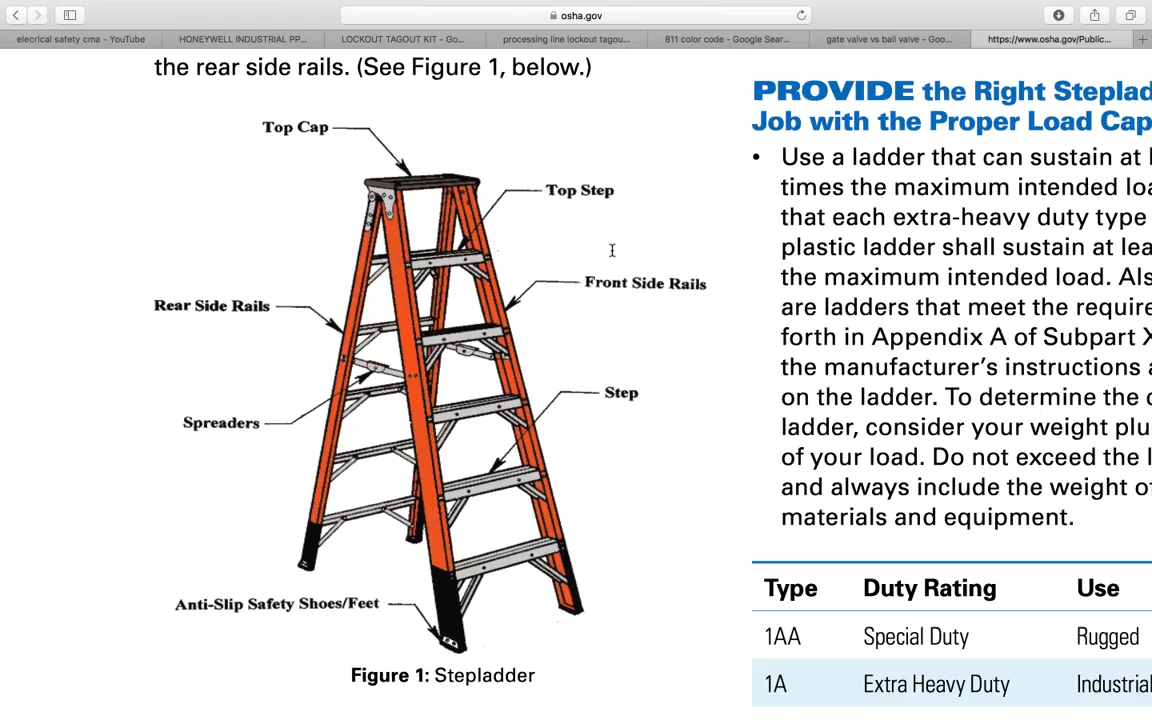 osha.gov
elecrical safety cma - YouTube
HONEYWELL INDUSTRIAL PP...
LOCKOUT TAGOUT KIT - Go...
processing line lockout tagou...
811 color code - Google Sear...
gate valve vs ball valve - Goo...
https://www.osha.gov/Public...
the rear side rails. (See Figure 1, below.)
Top Cap
Top Step
Front Side Rails
Rear Side Rails
Step
Spreaders
Anti-Slip Safety Shoes/Feet
Figure 1: Stepladder
PROVIDE the Right Steplad
Job with the Proper Load Cap
• Use a ladder that can sustain at l
times the maximum intended loa
that each extra-heavy duty type
plastic ladder shall sustain at lea
the maximum intended load. Als
are ladders that meet the require
forth in Appendix A of Subpart X
the manufacturer's instructions a
on the ladder. To determine the c
ladder, consider your weight plu
of your load. Do not exceed the l
and always include the weight of
materials and equipment.
Type Duty Rating Use
1AA Special Duty Rugged
1A Extra Heavy Duty Industrial